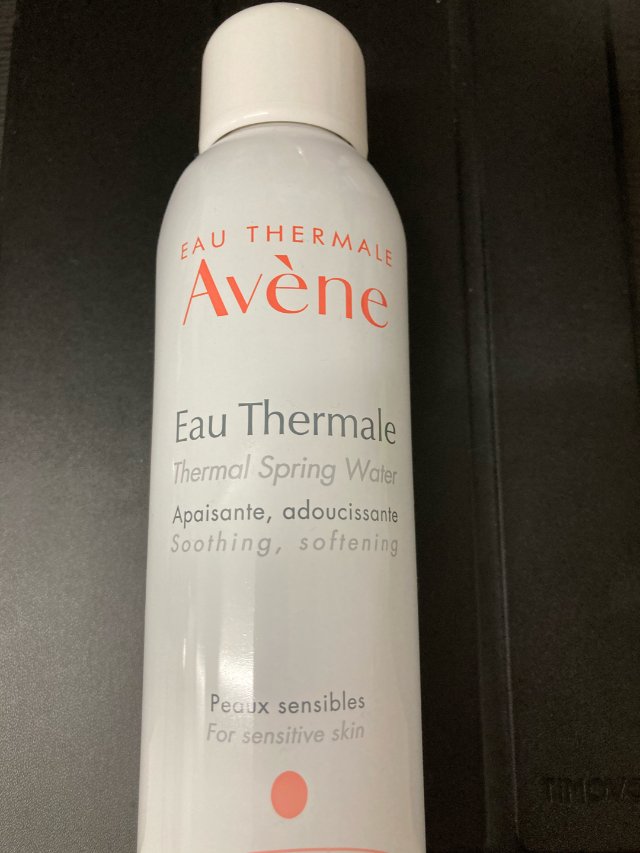 EAU THERMALE
Avène
Eau Thermale
Thermal Spring Water
Apaisante, adoucissante
Soothing, softening
Peaux sensibles
For sensitive skin